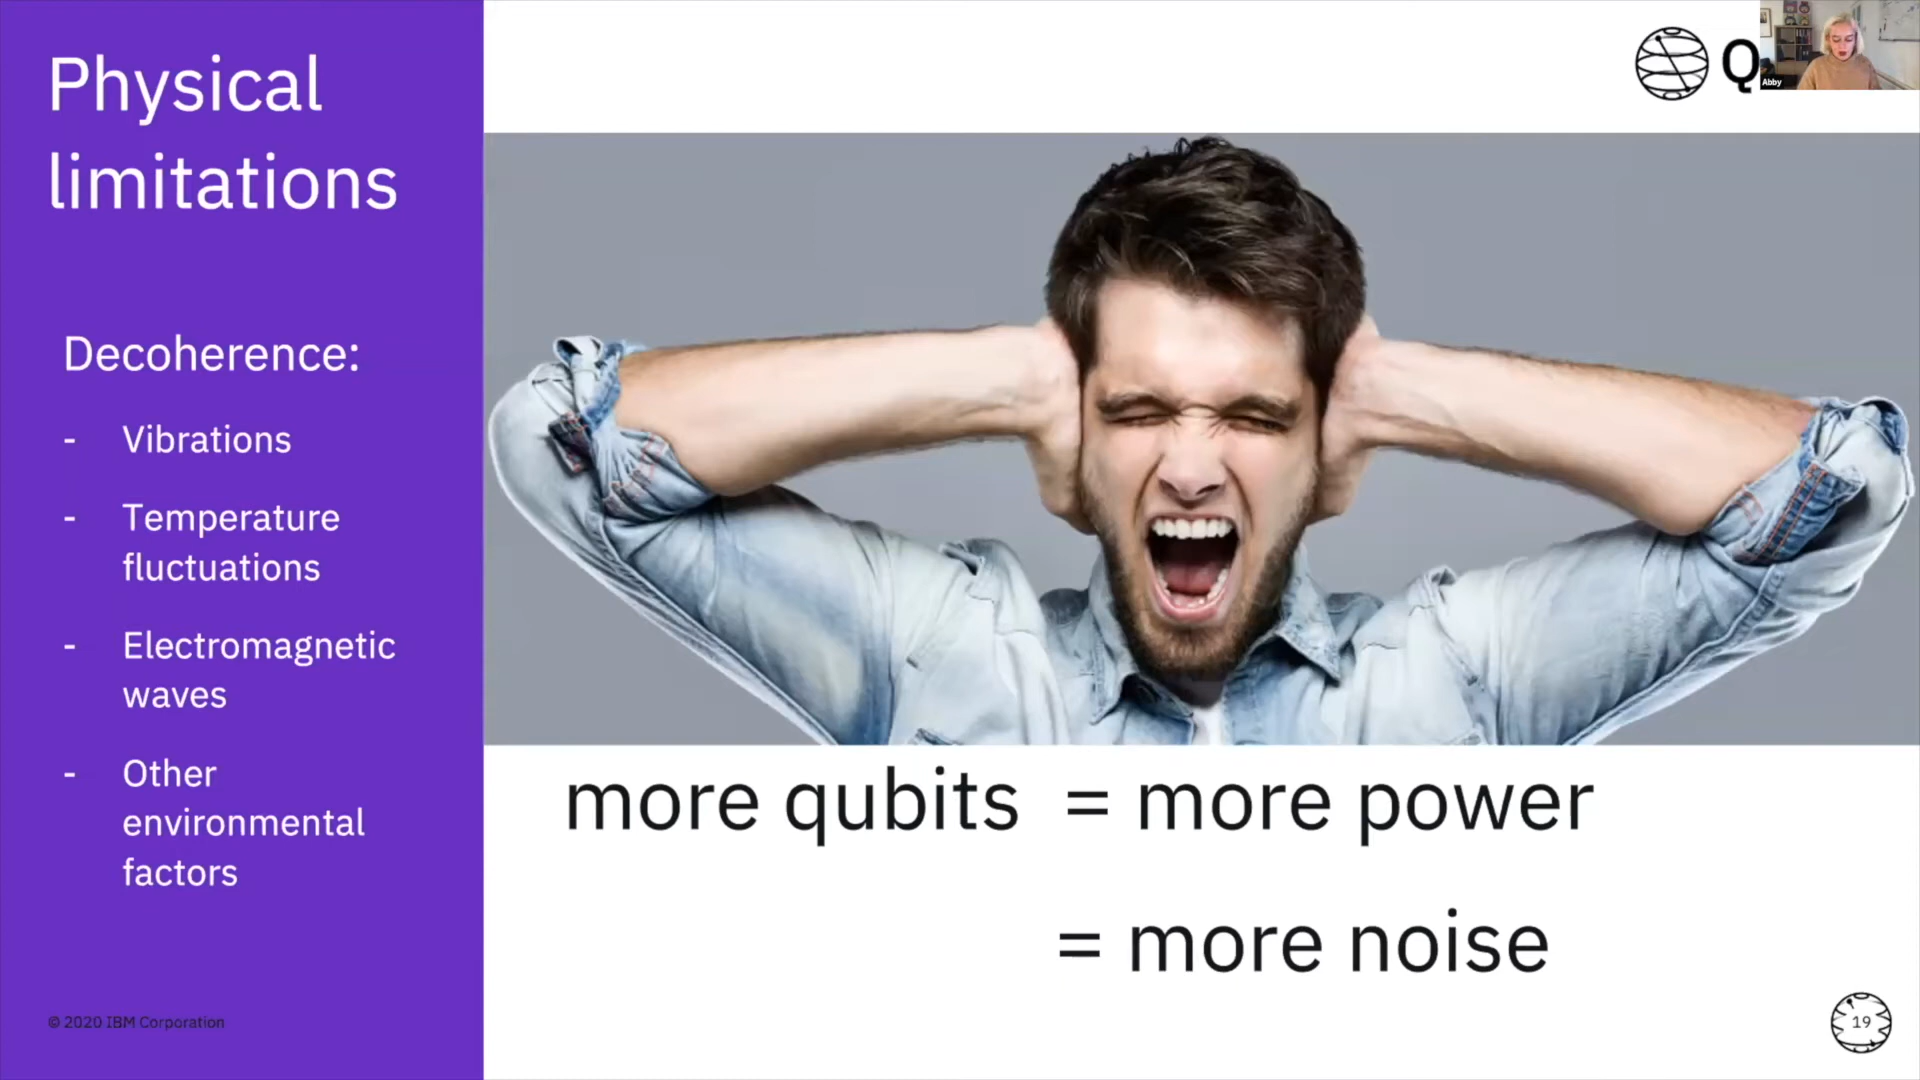 Physical
limitations
Decoherence:
- Vibrations
- Temperature
fluctuations
- Electromagnetic
waves
- Other
environmental
factors
© 2020 IBM Corporation
Q
Abby
more qubits = more power
= more noise
19